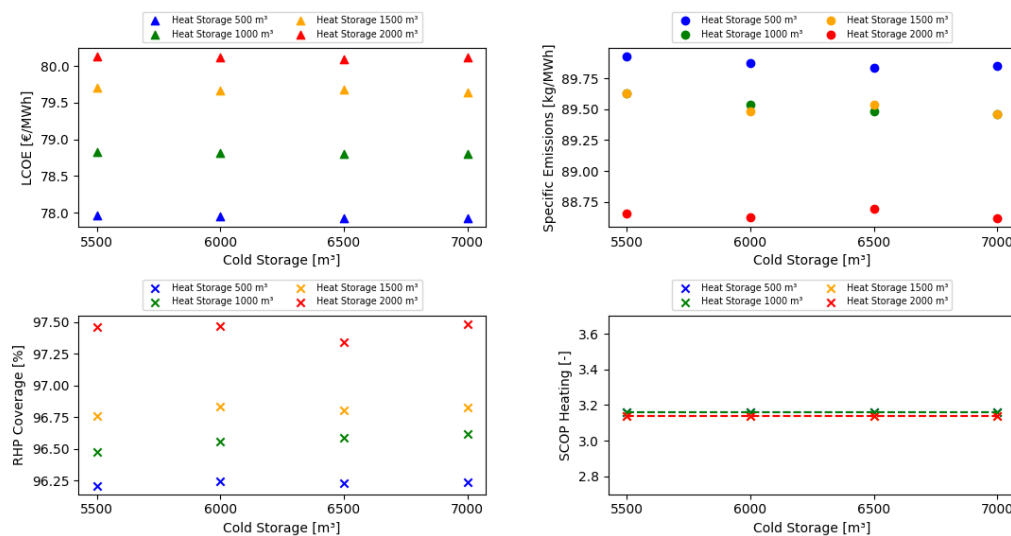 Heat Storage 500 m³ Heat Storage 1500 m³
Heat Storage 1000 m³ Heat Storage 2000 m³
LCOE [€/MWh]
80.0
79.5
79.0
78.5
78.0
5500 6000 6500 7000
Cold Storage [m³]
Heat Storage 500 m³ Heat Storage 1500 m³
Heat Storage 1000 m³ Heat Storage 2000 m³
Specific Emissions [kg/MWh]
89.75
89.50
89.25
89.00
88.75
5500 6000 6500 7000
Cold Storage [m³]
Heat Storage 500 m³ Heat Storage 1500 m³
Heat Storage 1000 m³ Heat Storage 2000 m³
RHP Coverage [%]
97.50
97.25
97.00
96.75
96.50
96.25
5500 6000 6500 7000
Cold Storage [m³]
Heat Storage 500 m³ Heat Storage 1500 m³
Heat Storage 1000 m³ Heat Storage 2000 m³
SCOP Heating [-]
3.6
3.4
3.2
3.0
2.8
5500 6000 6500 7000
Cold Storage [m³]